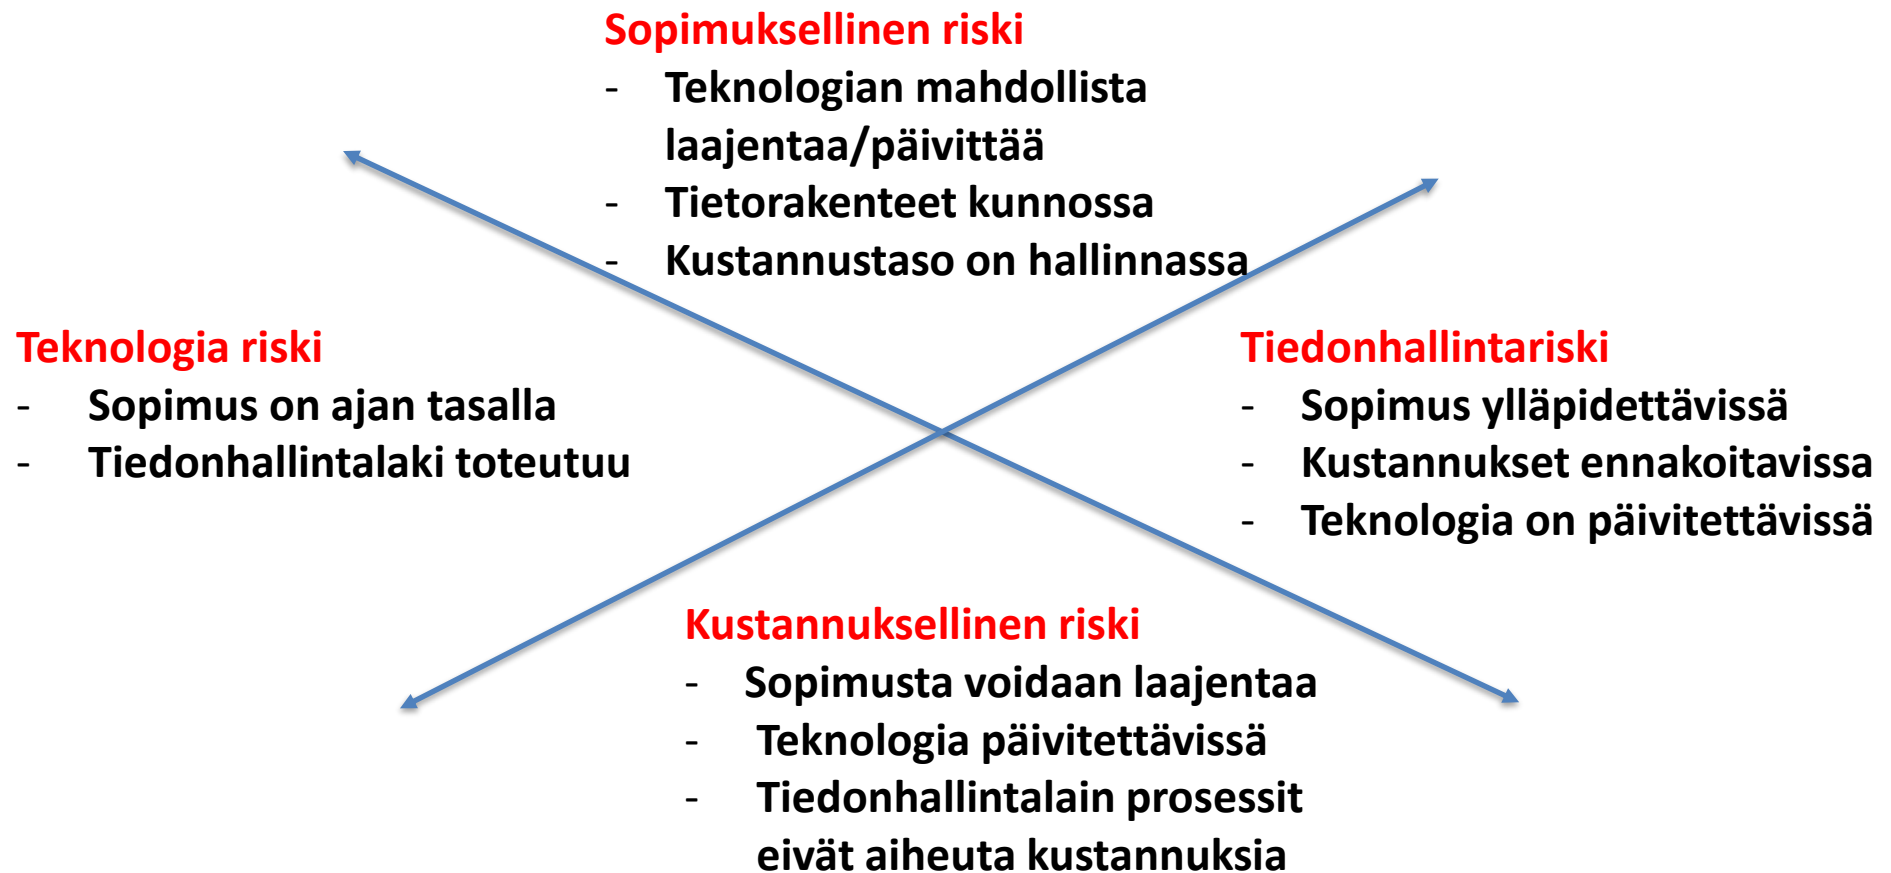 Sopimuksellinen riski
- Teknologian mahdollista
laajentaa/päivittää
- Tietorakenteet kunnossa
- Kustannustaso on hallinnassa
Teknologia riski
- Sopimus on ajan tasalla
- Tiedonhallintalaki toteutuu
Tiedonhallintariski
- Sopimus ylläpidettävissä
- Kustannukset ennakoitavissa
- Teknologia on päivitettävissä
Kustannuksellinen riski
- Sopimusta voidaan laajentaa
- Teknologia päivitettävissä
- Tiedonhallintalain prosessit
eivät aiheuta kustannuksia